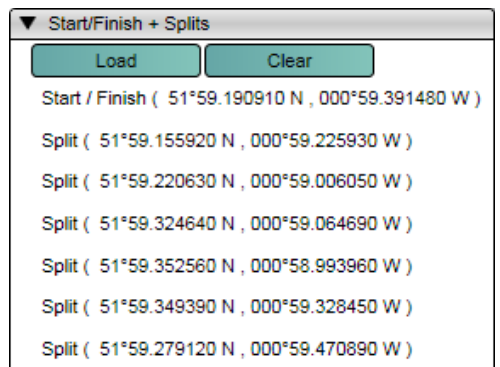 ▼ Start/Finish + Splits
Load Clear
Start / Finish ( 51°59.190910 N , 000°59.391480 W )
Split ( 51°59.155920 N , 000°59.225930 W )
Split ( 51°59.220630 N , 000°59.006050 W )
Split ( 51°59.324640 N , 000°59.064690 W )
Split ( 51°59.352560 N , 000°58.993960 W )
Split ( 51°59.349390 N , 000°59.328450 W )
Split ( 51°59.279120 N , 000°59.470890 W )